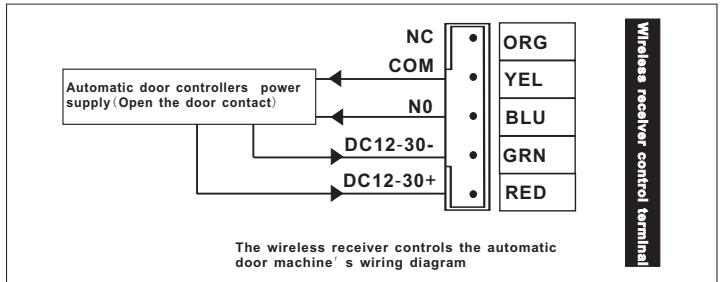 NC
ORG
COM
YEL
Automatic door controllers power
supply(Open the door contact)
N0
BLU
DC12-30-
GRN
DC12-30+
RED
The wireless receiver controls the automatic
door machine's wiring diagram
Wireless receiver control terminal